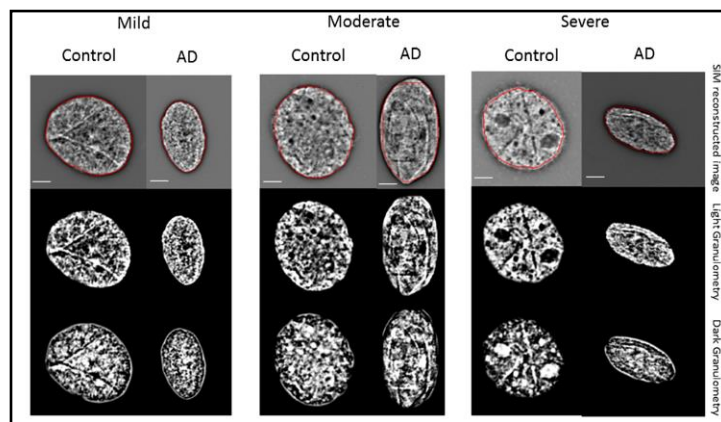 Mild
Moderate
Severe
Control
AD
Control
AD
Control
AD
SIM reconstructed image
Light Granulometry
Dark Granulometry